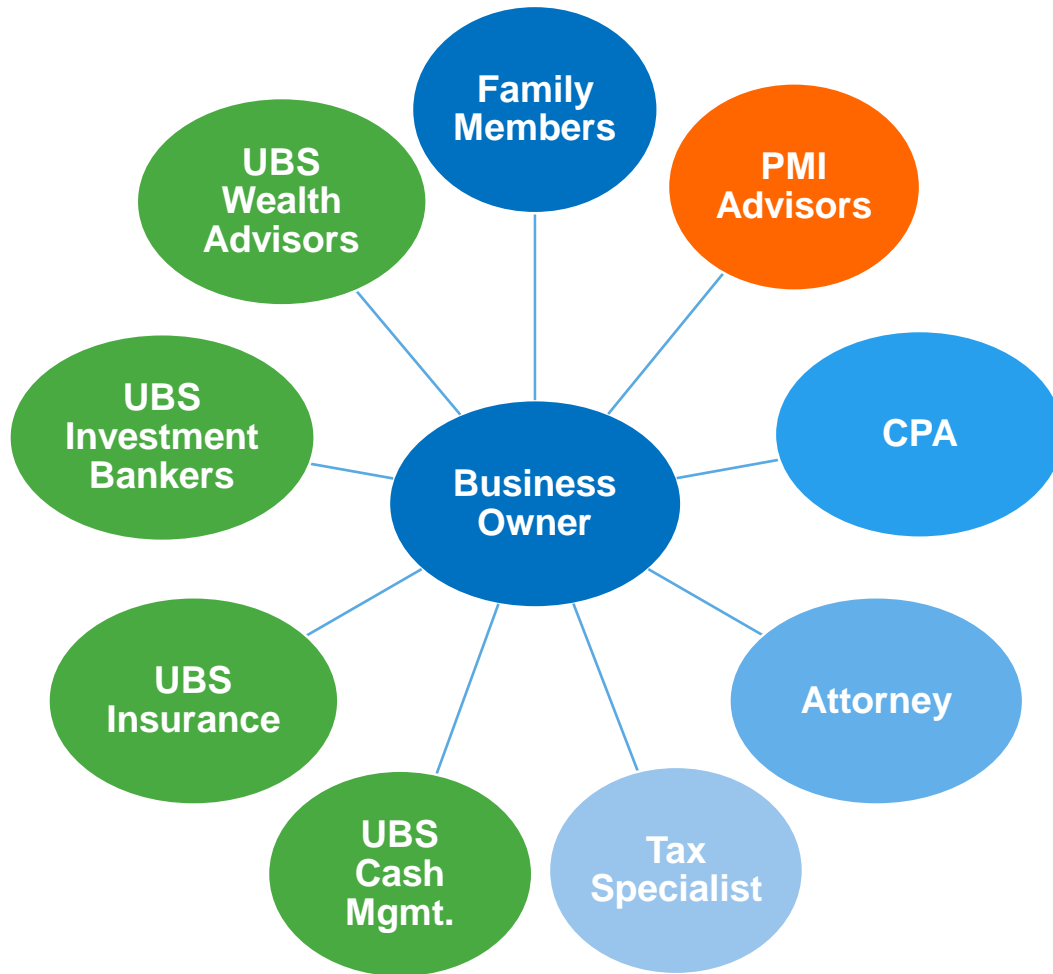 Family
Members
PMI
Advisors
CPA
Attorney
Tax
Specialist
UBS
Cash
Mgmt.
UBS
Insurance
UBS
Investment
Bankers
UBS
Wealth
Advisors
Business
Owner